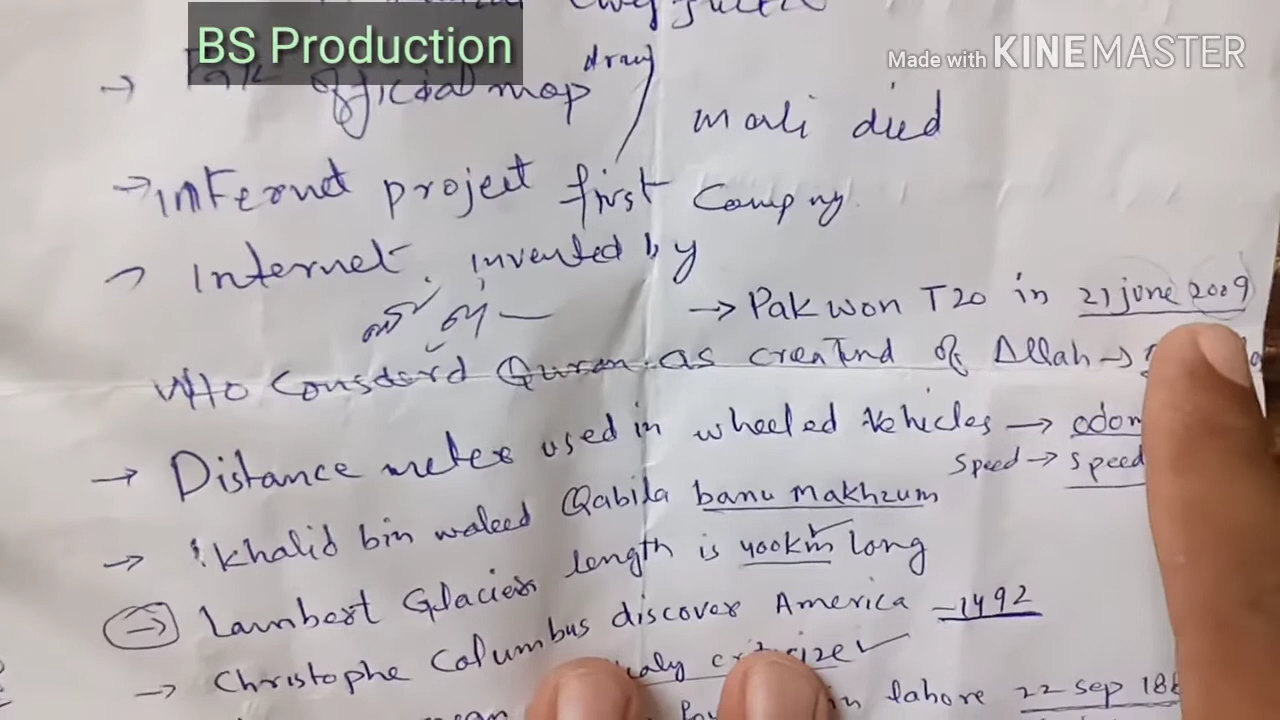 BS Production
Made with KINEMASTER
→ official map draw
mali died
→ internet project first Company
→ Internet invented by
→ Pak won T20 in 21 june 2009
Who Quran as of Allah →
→ Distance meter used in wheeled vehicles → odom
Speed → Speed
→ Khalid bin waleed Qabila banu Makhzum
→ Lambert Glacier length is 400km long
→ Christophe Columbus discover America – 1492
in lahore 22 Sep